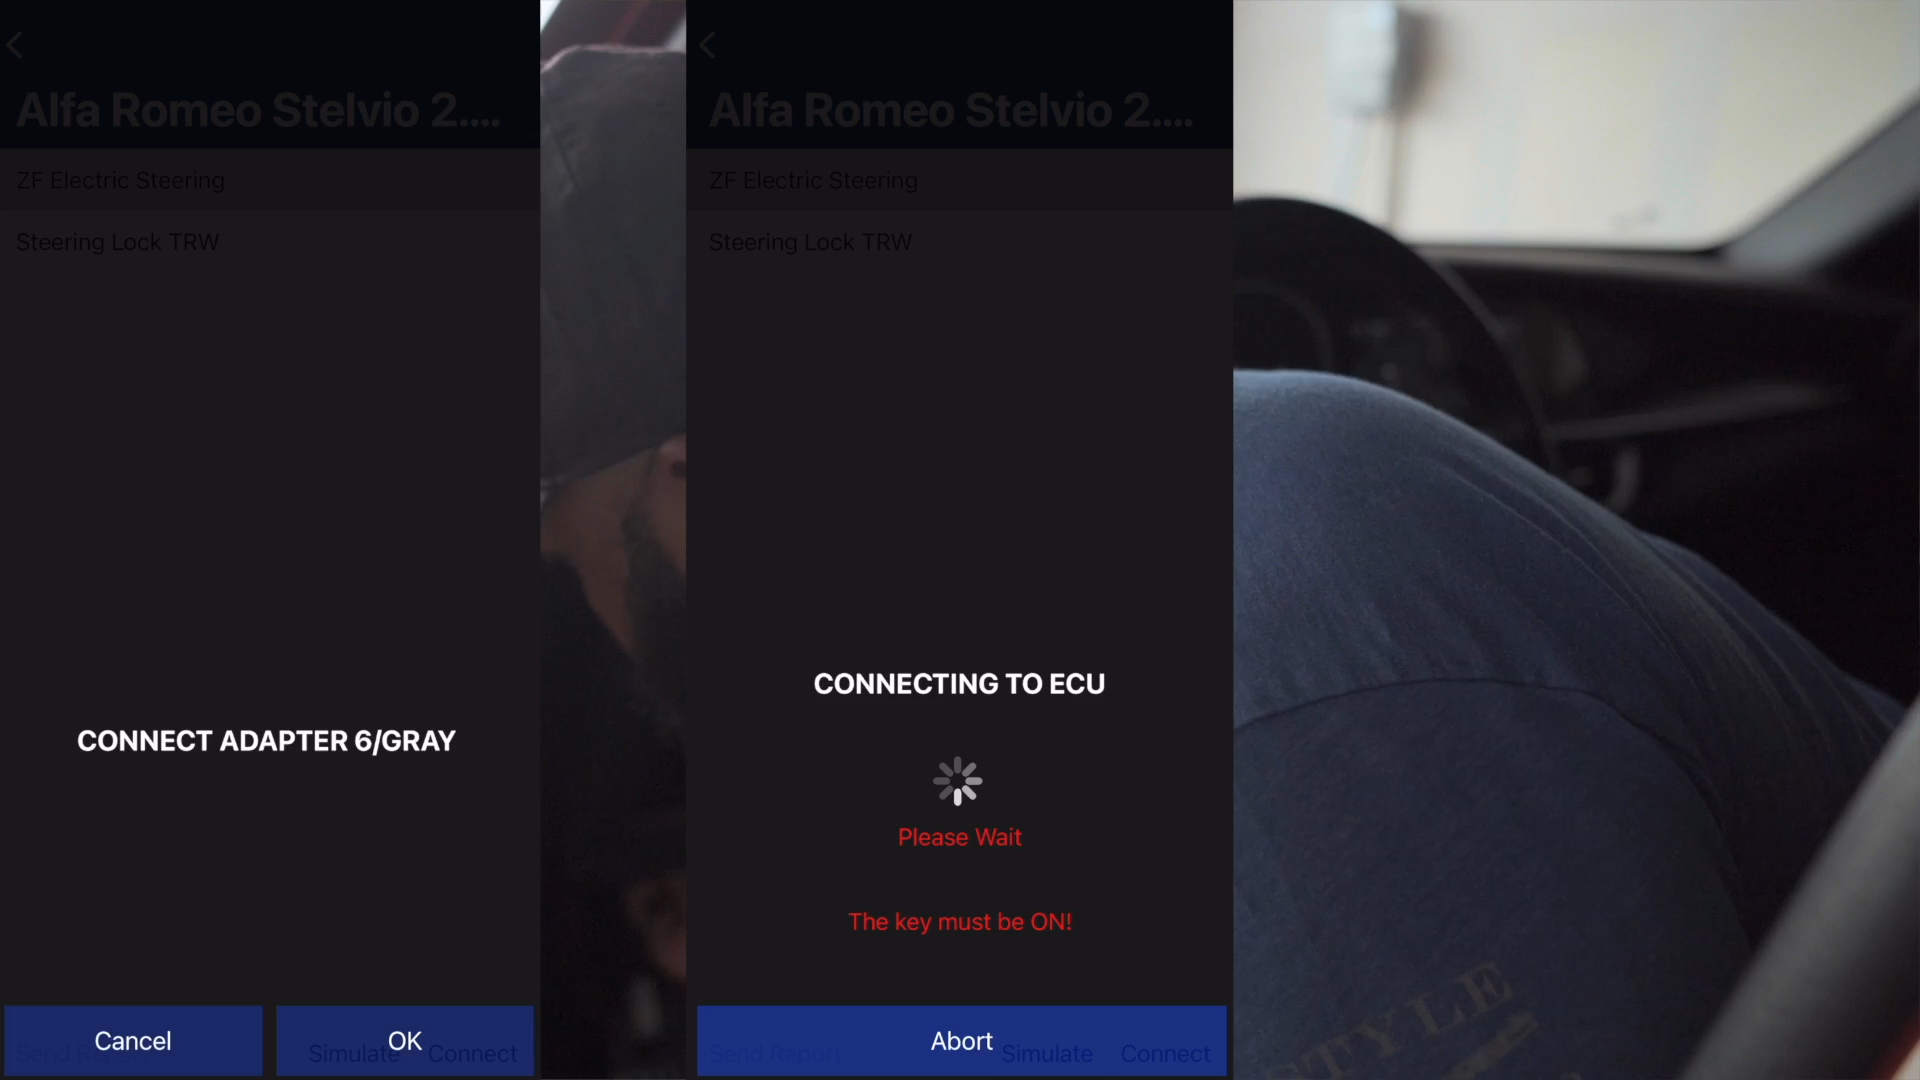 Alfa Romeo Stelvio 2....
ZF Electric Steering
Steering Lock TRW
CONNECT ADAPTER 6/GRAY
Cancel
OK
Send R
Simulate
Connect
Alfa Romeo Stelvio 2....
ZF Electric Steering
Steering Lock TRW
CONNECTING TO ECU
Please Wait
The key must be ON!
Abort
Send Report
Simulate
Connect
STYLE